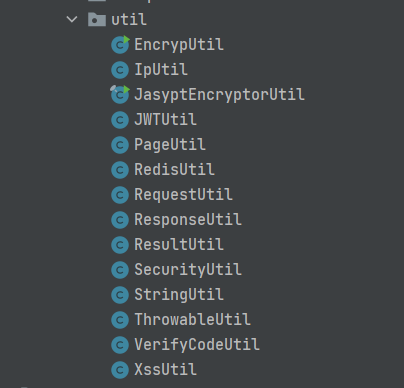 util
EncrypUtil
IpUtil
JasyptEncryptorUtil
JWTUtil
PageUtil
RedisUtil
RequestUtil
ResponseUtil
ResultUtil
SecurityUtil
StringUtil
ThrowableUtil
VerifyCodeUtil
XssUtil